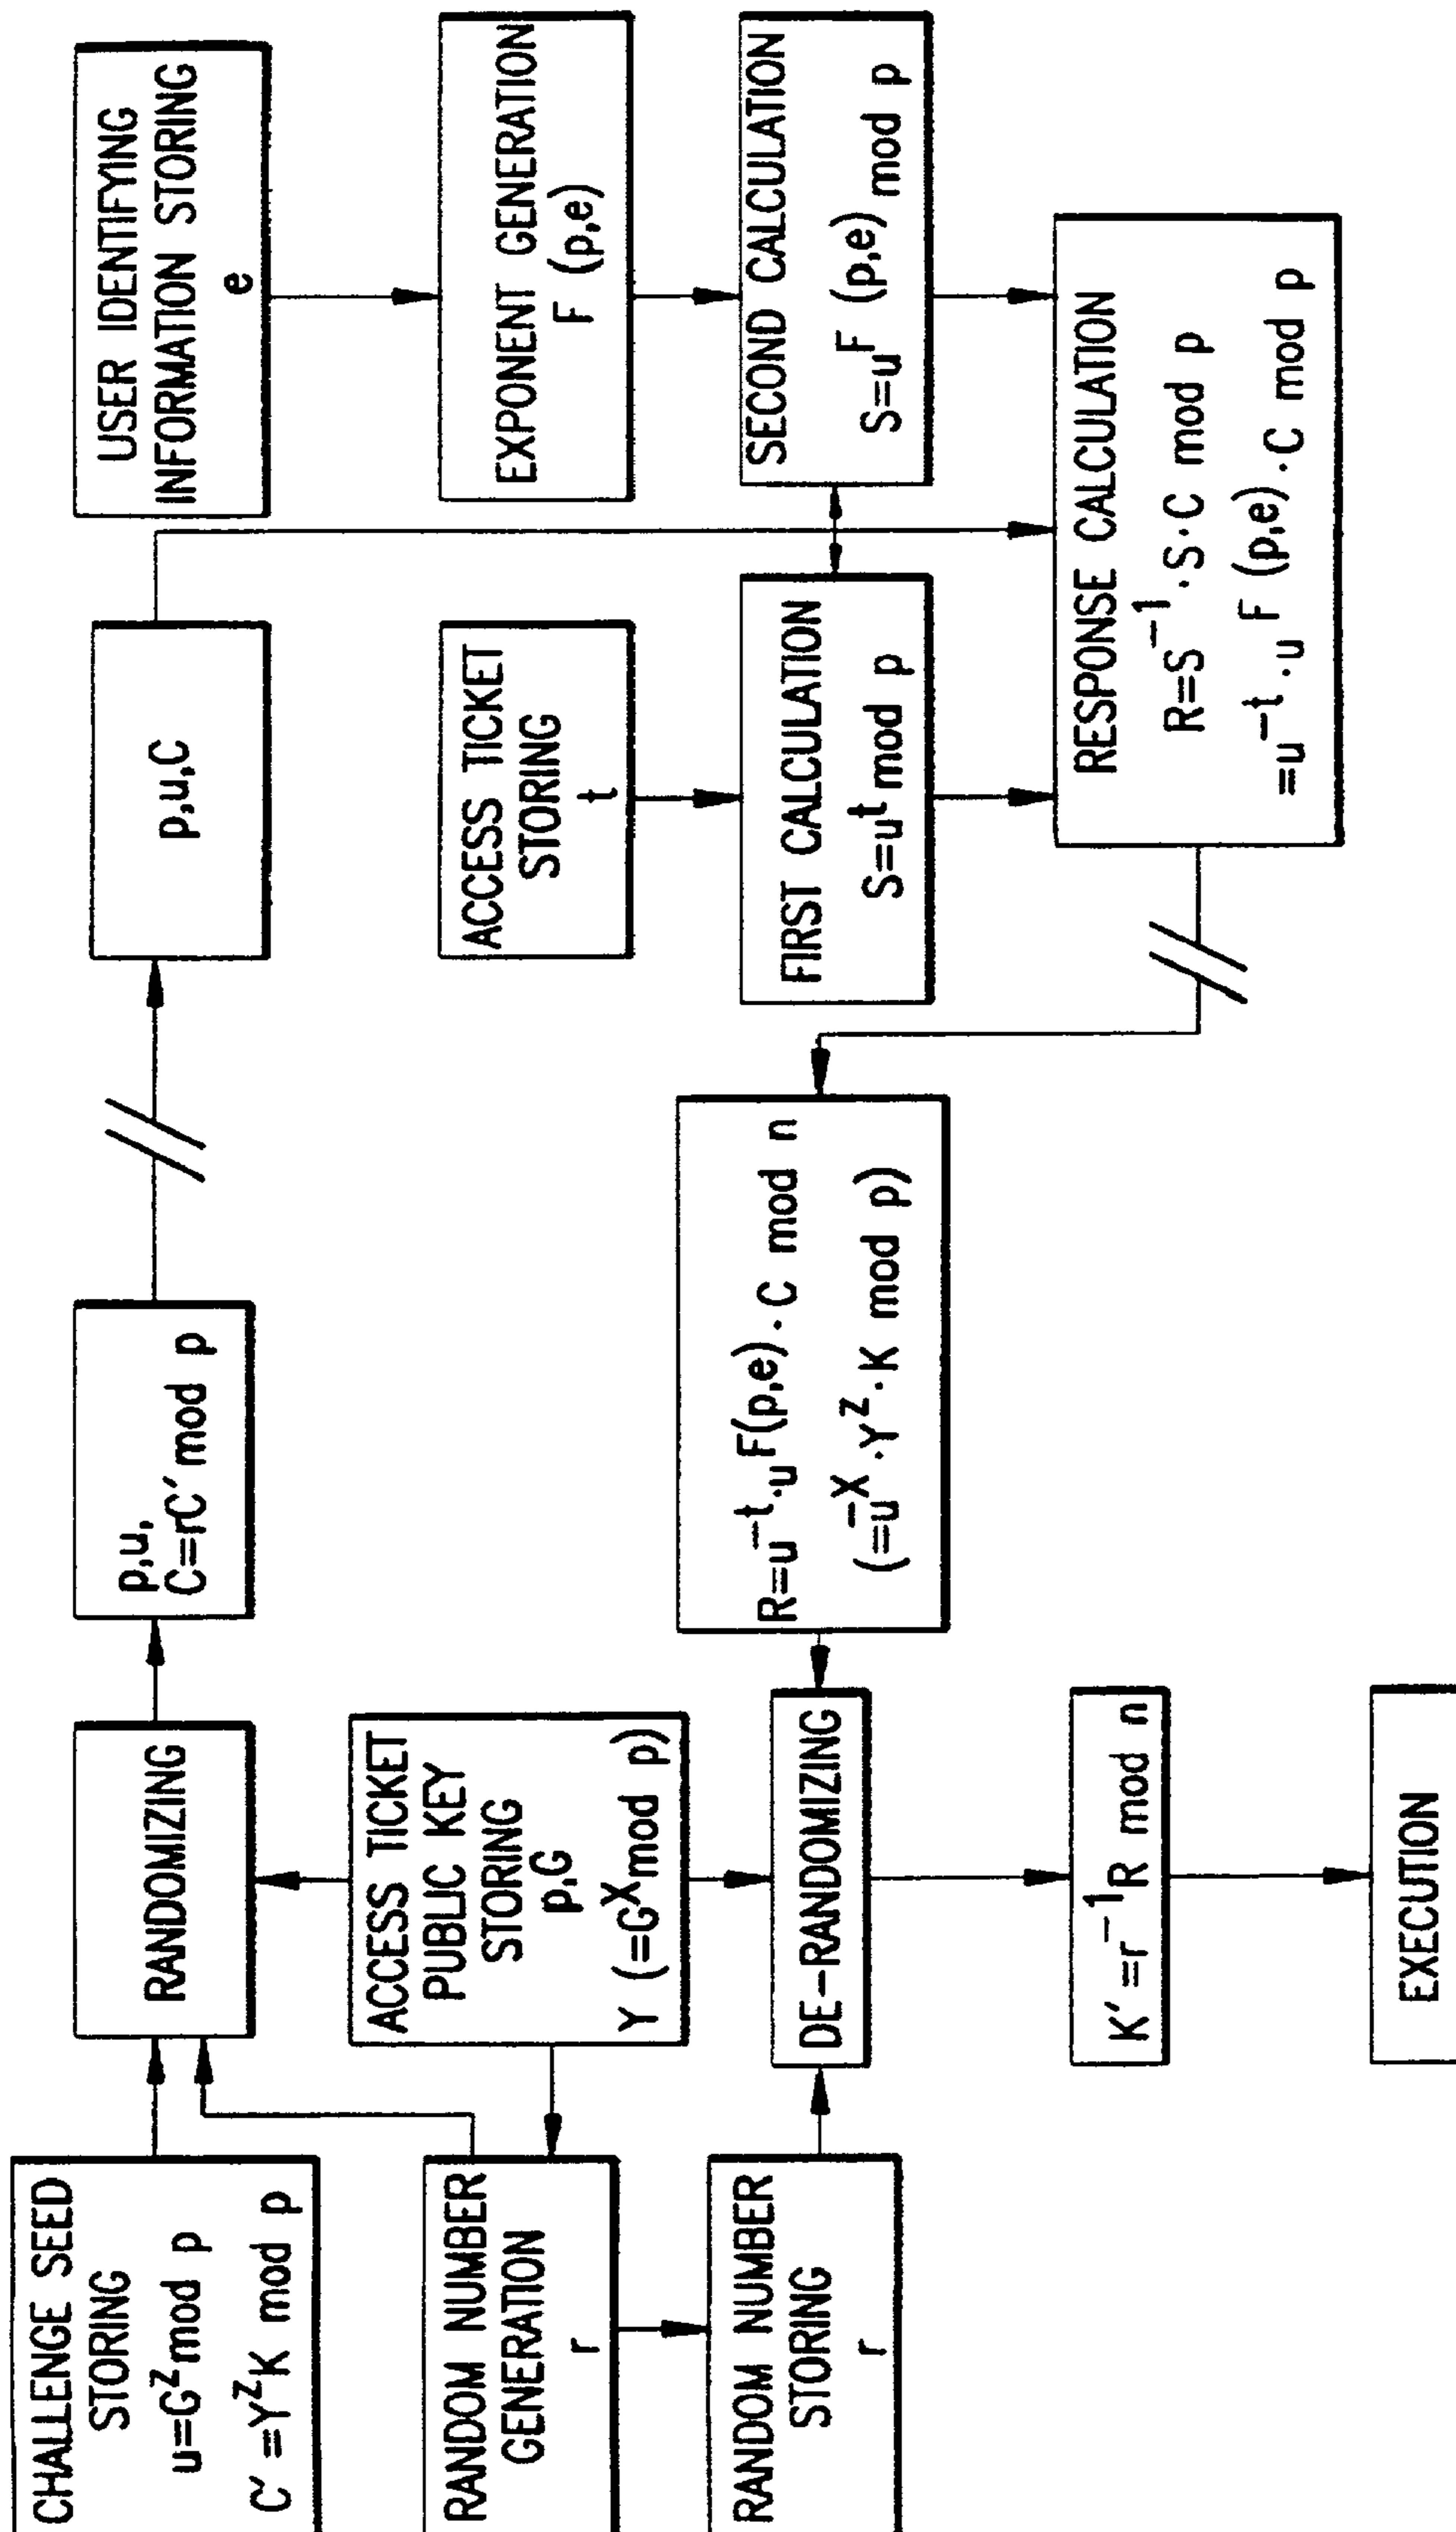 CHALLENGE SEED
STORING
u=G^z mod p
C'=Y^z K mod p
RANDOMIZING
p,u,
C=rC' mod p
p,u,C
USER IDENTIFYING
INFORMATION STORING
e
RANDOM NUMBER
GENERATION
r
ACCESS TICKET
PUBLIC KEY
STORING
p,G
Y (=G^X mod p)
ACCESS TICKET
STORING
t
EXPONENT GENERATION
F (p,e)
RANDOM NUMBER
STORING
r
DE-RANDOMIZING
R=u^-t·u^F(p,e)·C mod n
(=u^-X·Y^z·K mod p)
FIRST CALCULATION
S=u^t mod p
SECOND CALCULATION
S=u^F (p,e) mod p
K'=r^-1 R mod n
RESPONSE CALCULATION
R=S^-1·S·C mod p
=u^-t·u^F (p,e)·C mod p
EXECUTION